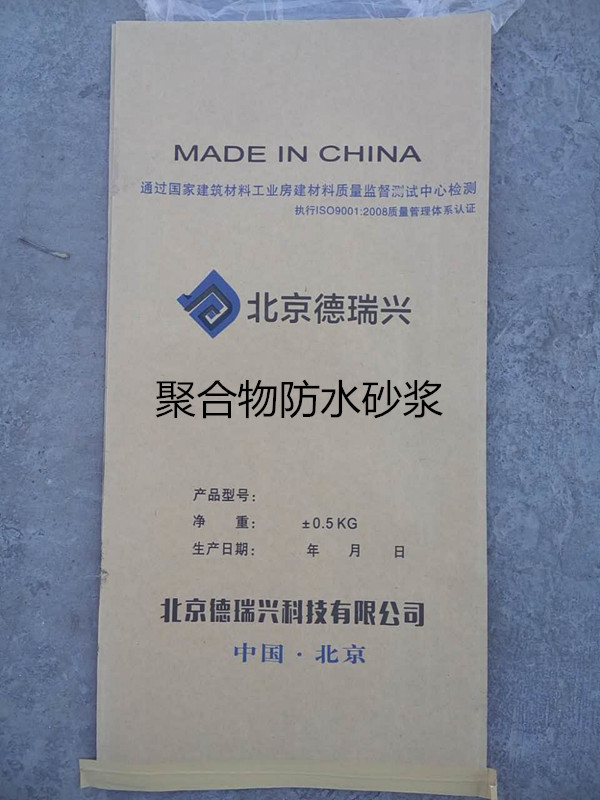 MADE IN CHINA
通过国家建筑材料工业房建材料质量监督测试中心检测
执行ISO9001:2008质量管理体系认证
北京德瑞兴
聚合物防水砂浆
产品型号:
净 重: ±0.5KG
生产日期: 年 月 日
北京德瑞兴科技有限公司
中国·北京